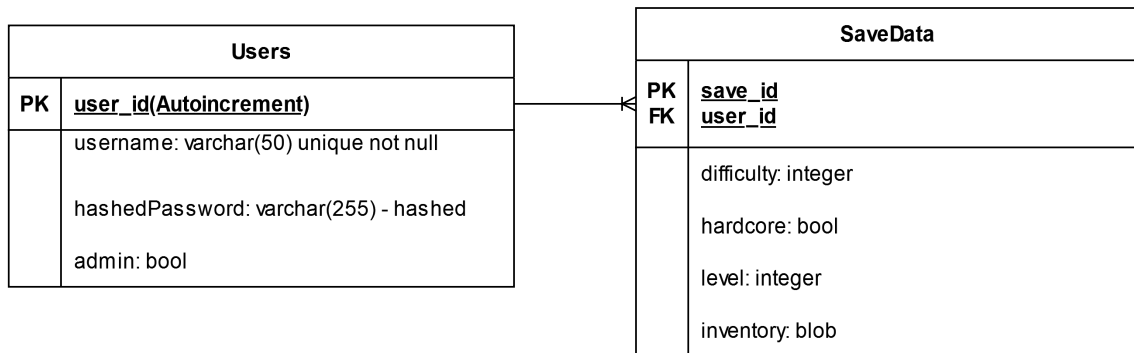 Users
PK user_id(Autoincrement)
username: varchar(50) unique not null
hashedPassword: varchar(255) - hashed
admin: bool
SaveData
PK save_id
FK user_id
difficulty: integer
hardcore: bool
level: integer
inventory: blob